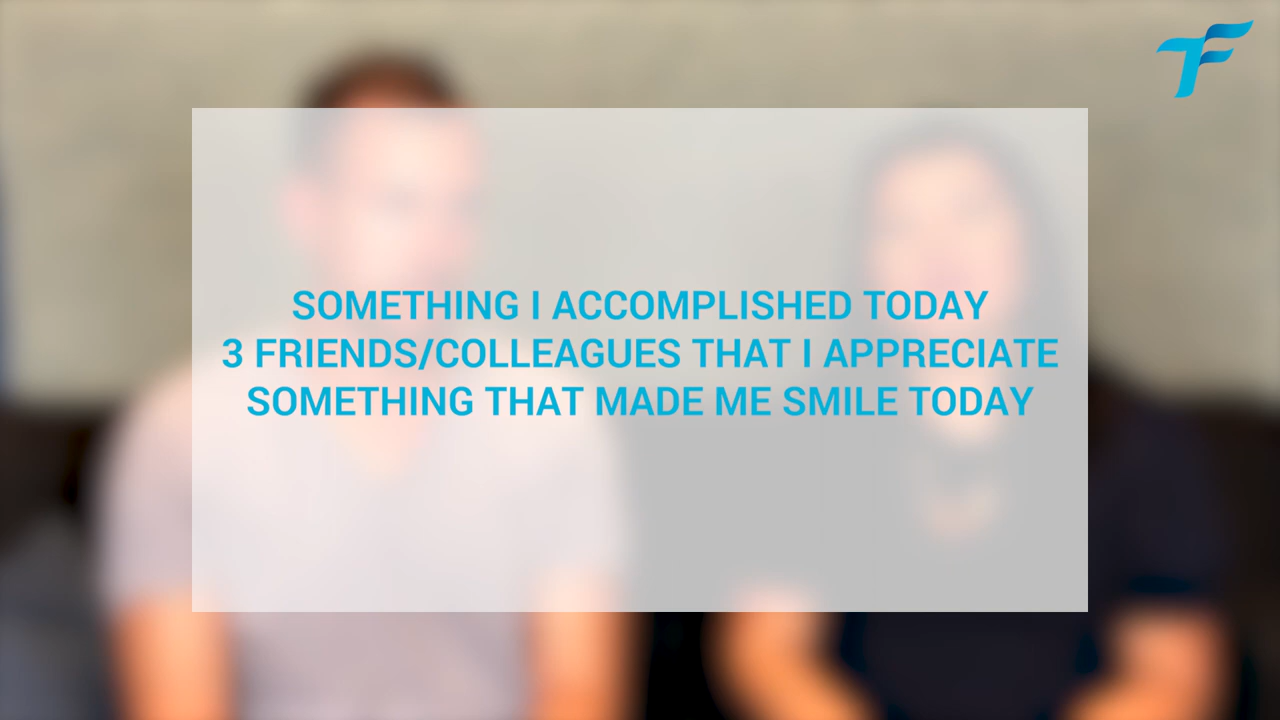 SOMETHING I ACCOMPLISHED TODAY
3 FRIENDS/COLLEAGUES THAT I APPRECIATE
SOMETHING THAT MADE ME SMILE TODAY